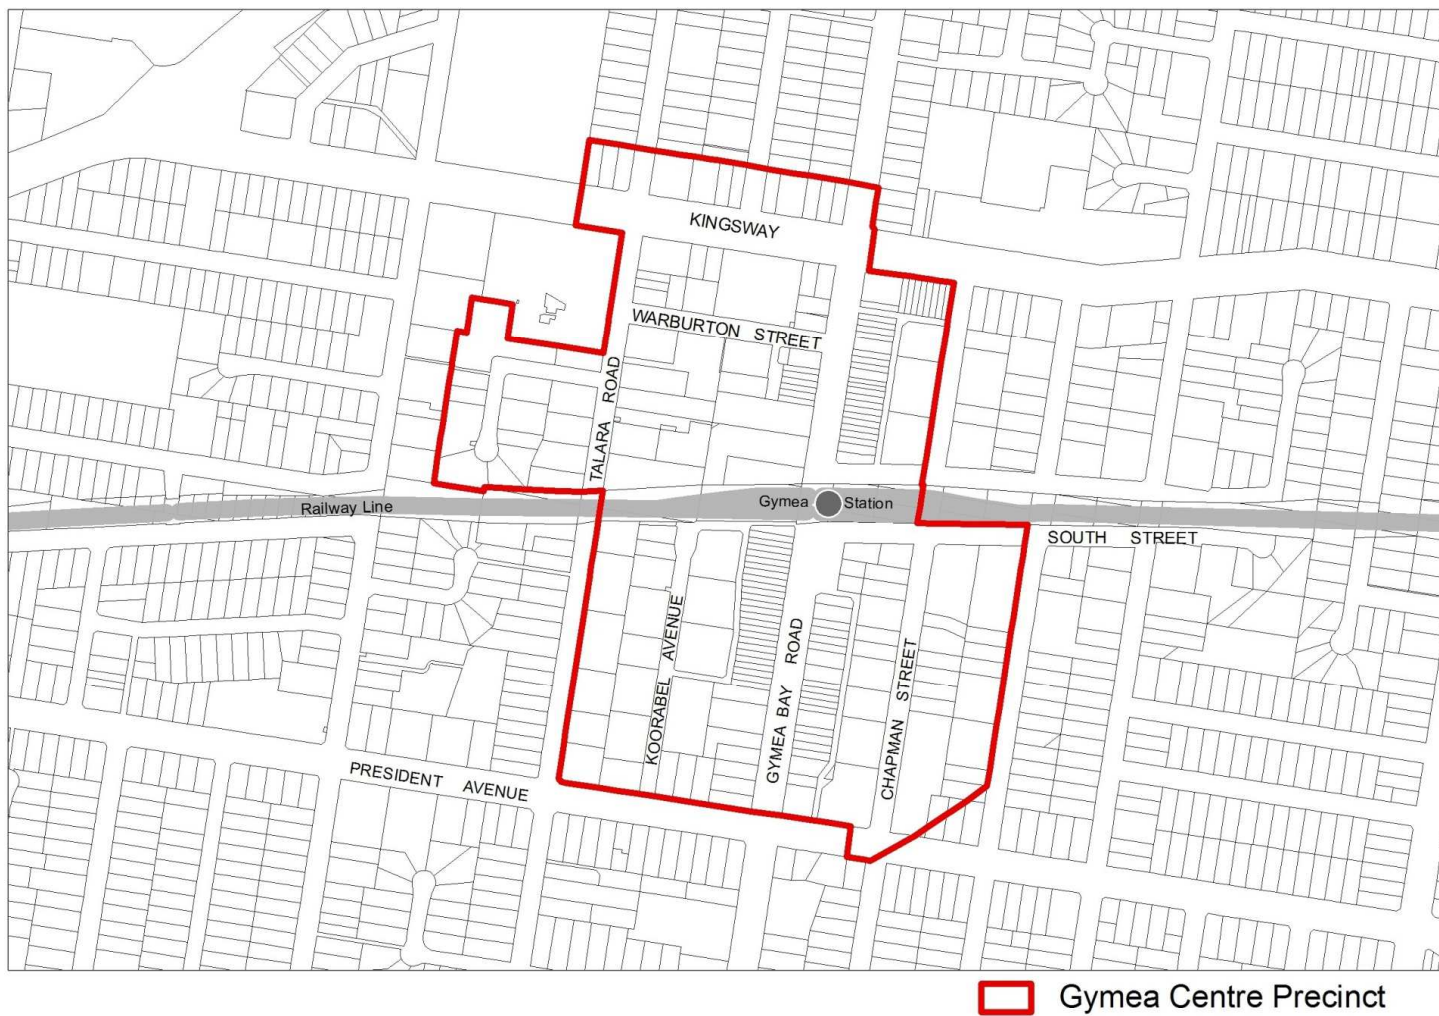 KINGSWAY
WARBURTON STREET
TALARA ROAD
Railway Line
Gymea Station
SOUTH STREET
KOORABEL AVENUE
GYMEA BAY ROAD
CHAPMAN STREET
PRESIDENT AVENUE
Gymea Centre Precinct